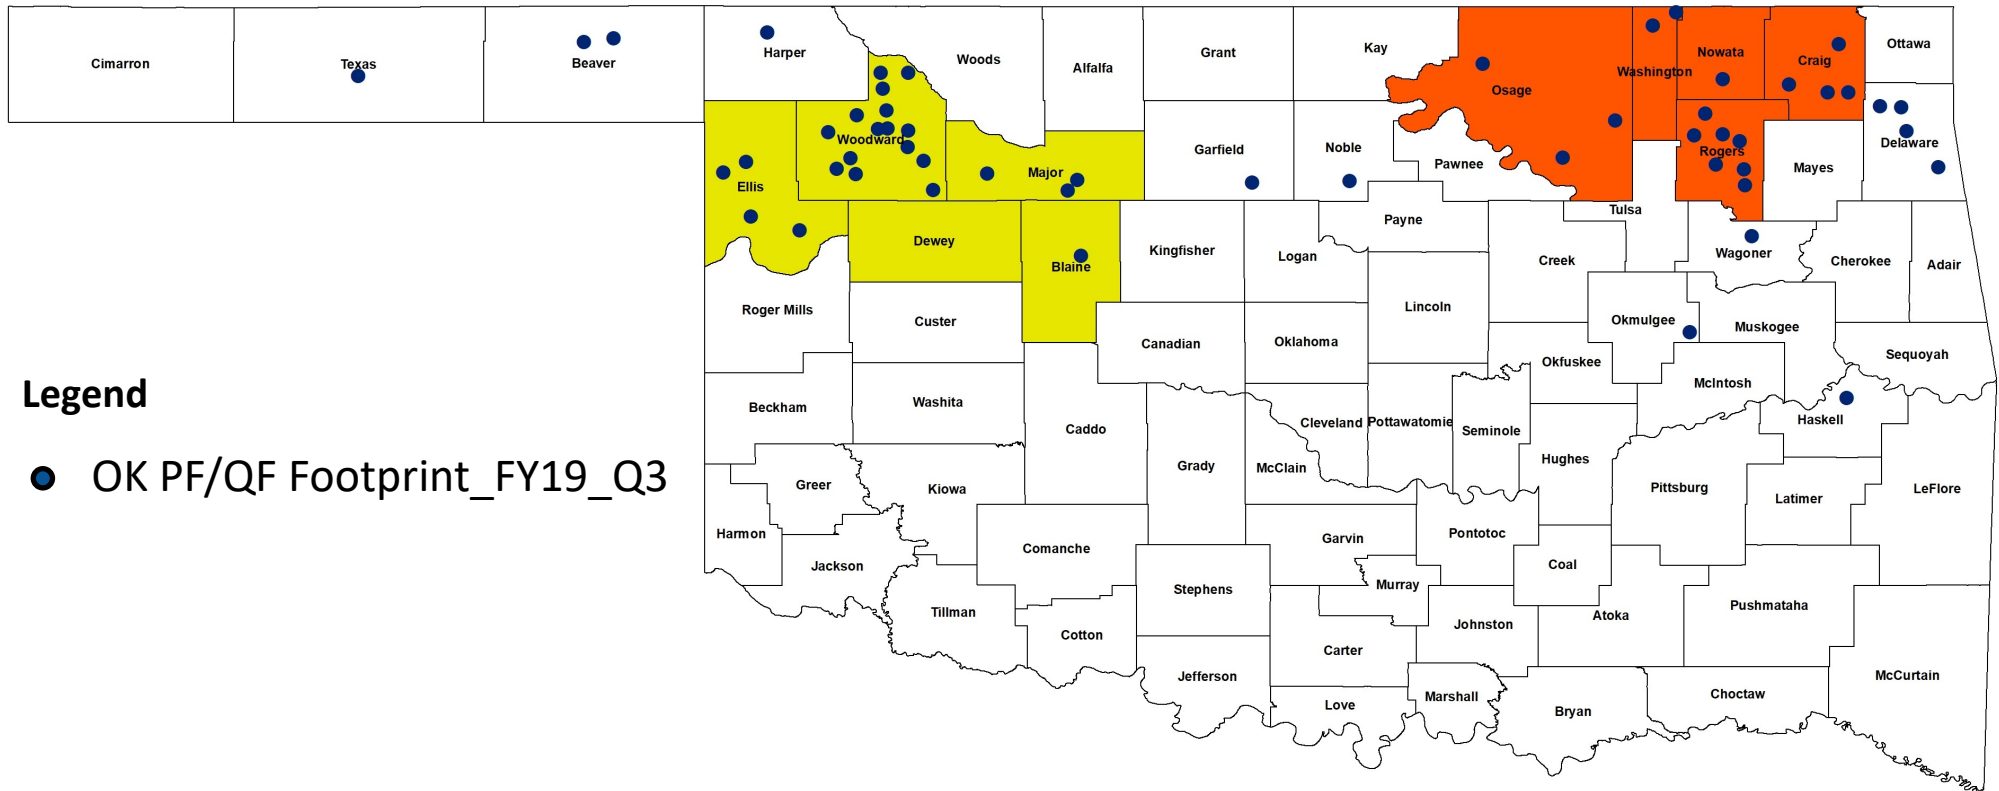 Cimarron
Texas
Beaver
Harper
Woods
Alfalfa
Grant
Kay
Osage
Washington
Nowata
Craig
Ottawa
Woodward
Ellis
Major
Garfield
Noble
Pawnee
Rogers
Mayes
Delaware
Dewey
Blaine
Kingfisher
Logan
Payne
Tulsa
Creek
Wagoner
Cherokee
Adair
Roger Mills
Custer
Canadian
Oklahoma
Lincoln
Okmulgee
Muskogee
Sequoyah
Okfuskee
McIntosh
Legend
Beckham
Washita
Caddo
Cleveland
Pottawatomie
Seminole
Haskell
OK PF/QF Footprint_FY19_Q3
Greer
Kiowa
Grady
McClain
Hughes
Pittsburg
Latimer
LeFlore
Harmon
Jackson
Comanche
Garvin
Pontotoc
Coal
Tillman
Stephens
Murray
Cotton
Johnston
Atoka
Pushmataha
Carter
Jefferson
Love
Marshall
Bryan
Choctaw
McCurtain